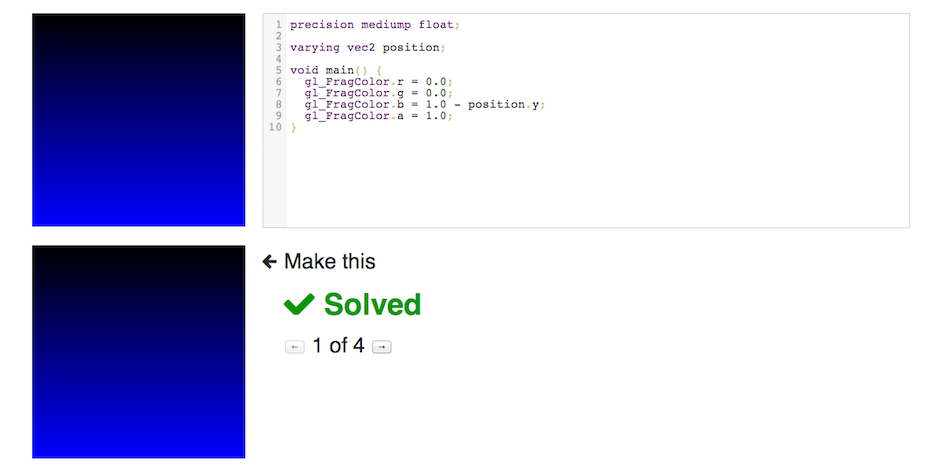 1 precision mediump float;
2
3 varying vec2 position;
4
5 void main() {
6   gl_FragColor.r = 0.0;
7   gl_FragColor.g = 0.0;
8   gl_FragColor.b = 1.0 - position.y;
9   gl_FragColor.a = 1.0;
10 }
← Make this
✔ Solved
← 1 of 4 →